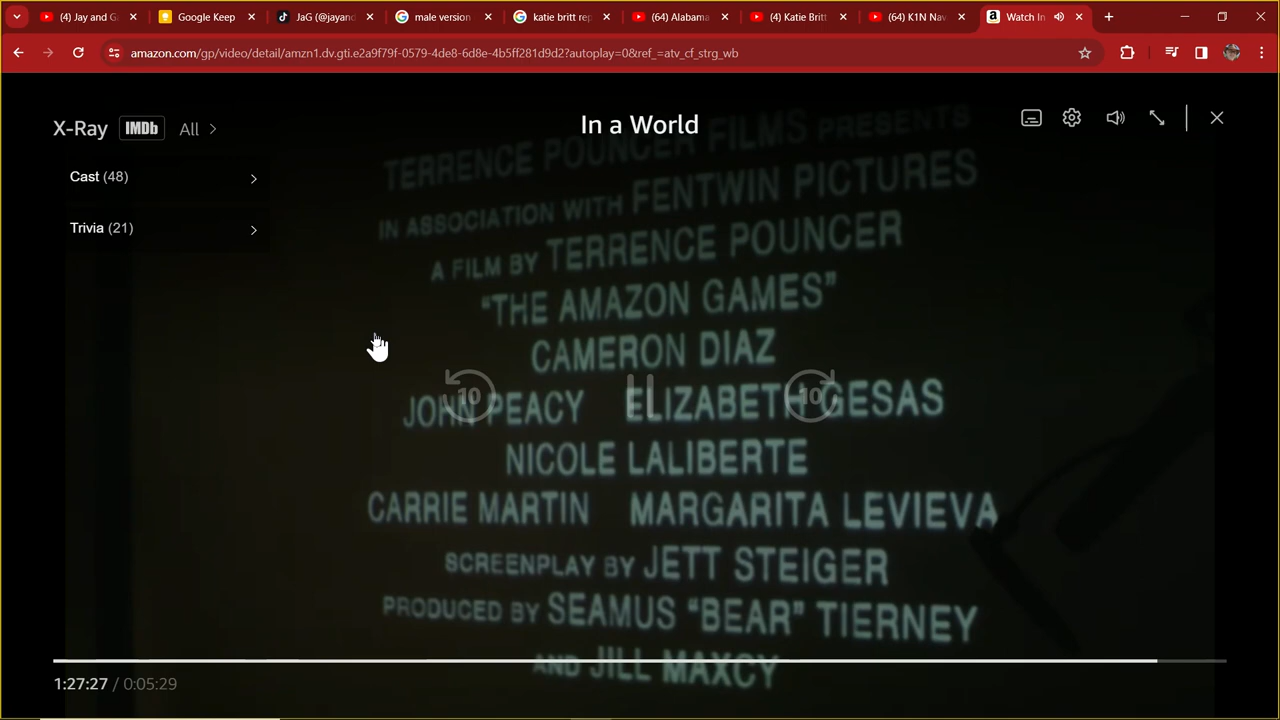 Jay and G
Google Keep
JaG (@jayand
male version
katie britt rep
(64) Alabama
(4) Katie Britt
(64) K1N Nav
Watch In
amazon.com/gp/video/detail/amzn1.dv.gti.e2a9f79f-0579-4de8-6d8e-4b5ff281d9d2?autoplay=0&ref_=atv_cf_strg_wb
X-Ray IMDb All
In a World
Cast (48)
Trivia (21)
TERRENCE POUNCER FILMS PRESENTS
IN ASSOCIATION WITH FENTWIN PICTURES
A FILM BY TERRENCE POUNCER
"THE AMAZON GAMES"
CAMERON DIAZ
10
10
JOHN PEACY ELIZABETH GESAS
NICOLE LALIBERTE
CARRIE MARTIN MARGARITA LEVIEVA
SCREENPLAY BY JETT STEIGER
PRODUCED BY SEAMUS "BEAR" TIERNEY
AND JILL MAXCY
1:27:27 / 0:05:29